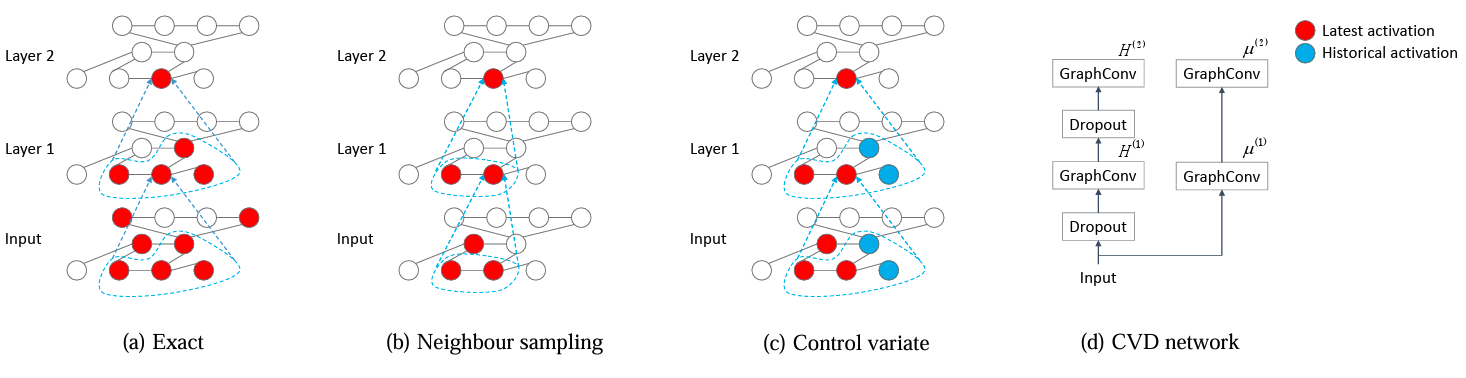 Layer 2
Layer 1
Input
(a) Exact
Layer 2
Layer 1
Input
(b) Neighbour sampling
Layer 2
Layer 1
Input
(c) Control variate
H(2)
μ(2)
GraphConv
GraphConv
Dropout
H(1)
μ(1)
GraphConv
GraphConv
Dropout
Input
(d) CVD network
Latest activation
Historical activation